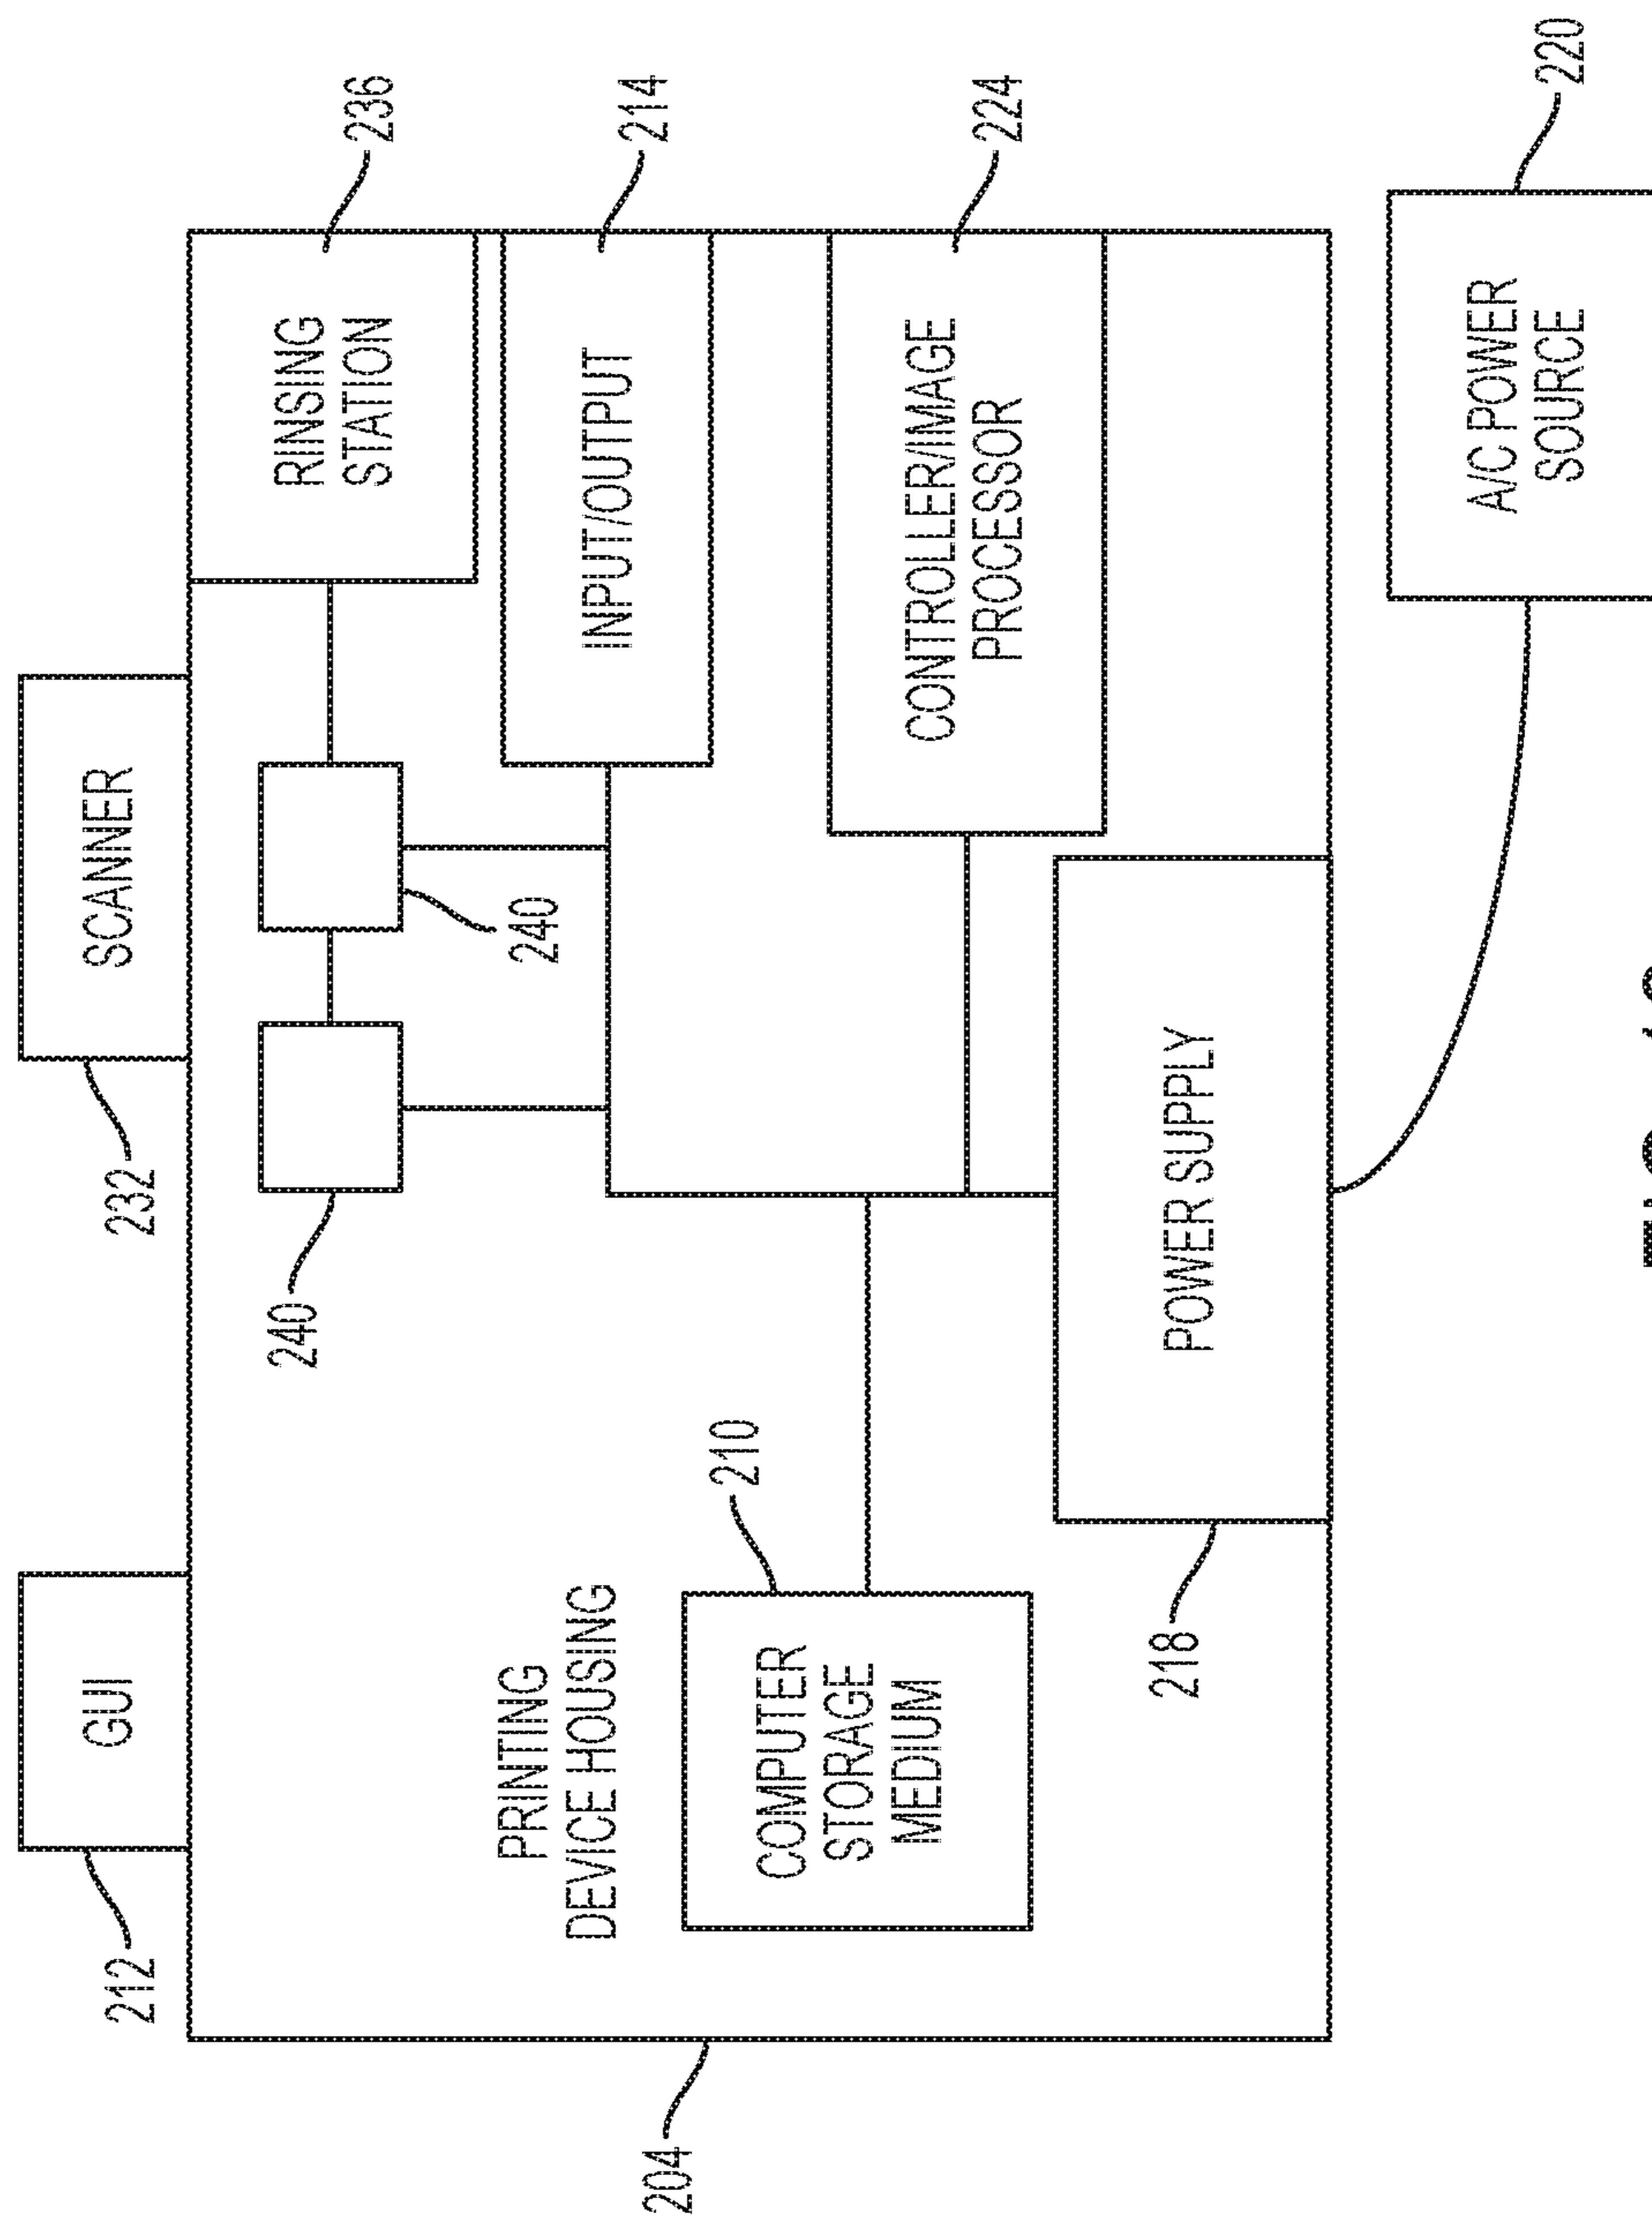 212
GUI
232
SCANNER
240
240
236
RINSING
STATION
214
INPUT/OUTPUT
204
PRINTING
DEVICE HOUSING
210
COMPUTER
STORAGE
MEDIUM
224
CONTROLLER/IMAGE
PROCESSOR
218
POWER SUPPLY
220
A/C POWER
SOURCE